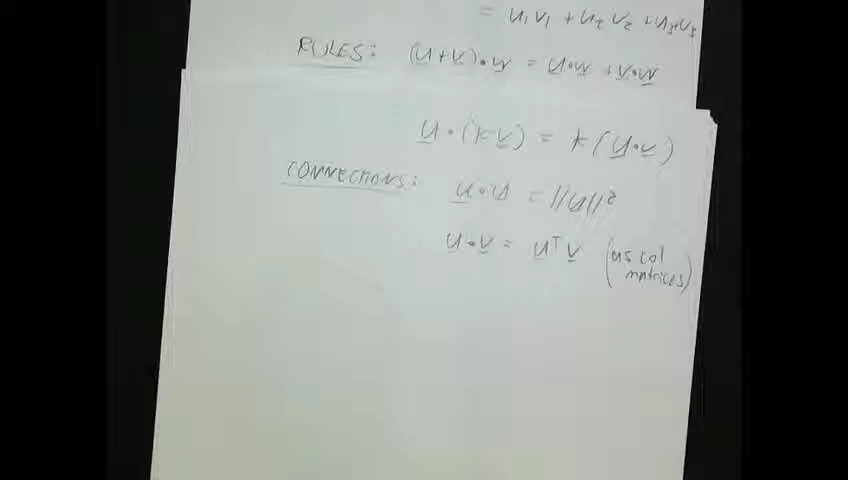 = u₁v₁ + u₂v₂ + u₃v₃
RULES: (u+v)•w = u•w + v•w
u•(kv) = k(u•v)
CONNECTIONS: u•u = ||u||²
u•v = uᵀv (as col
matrices)